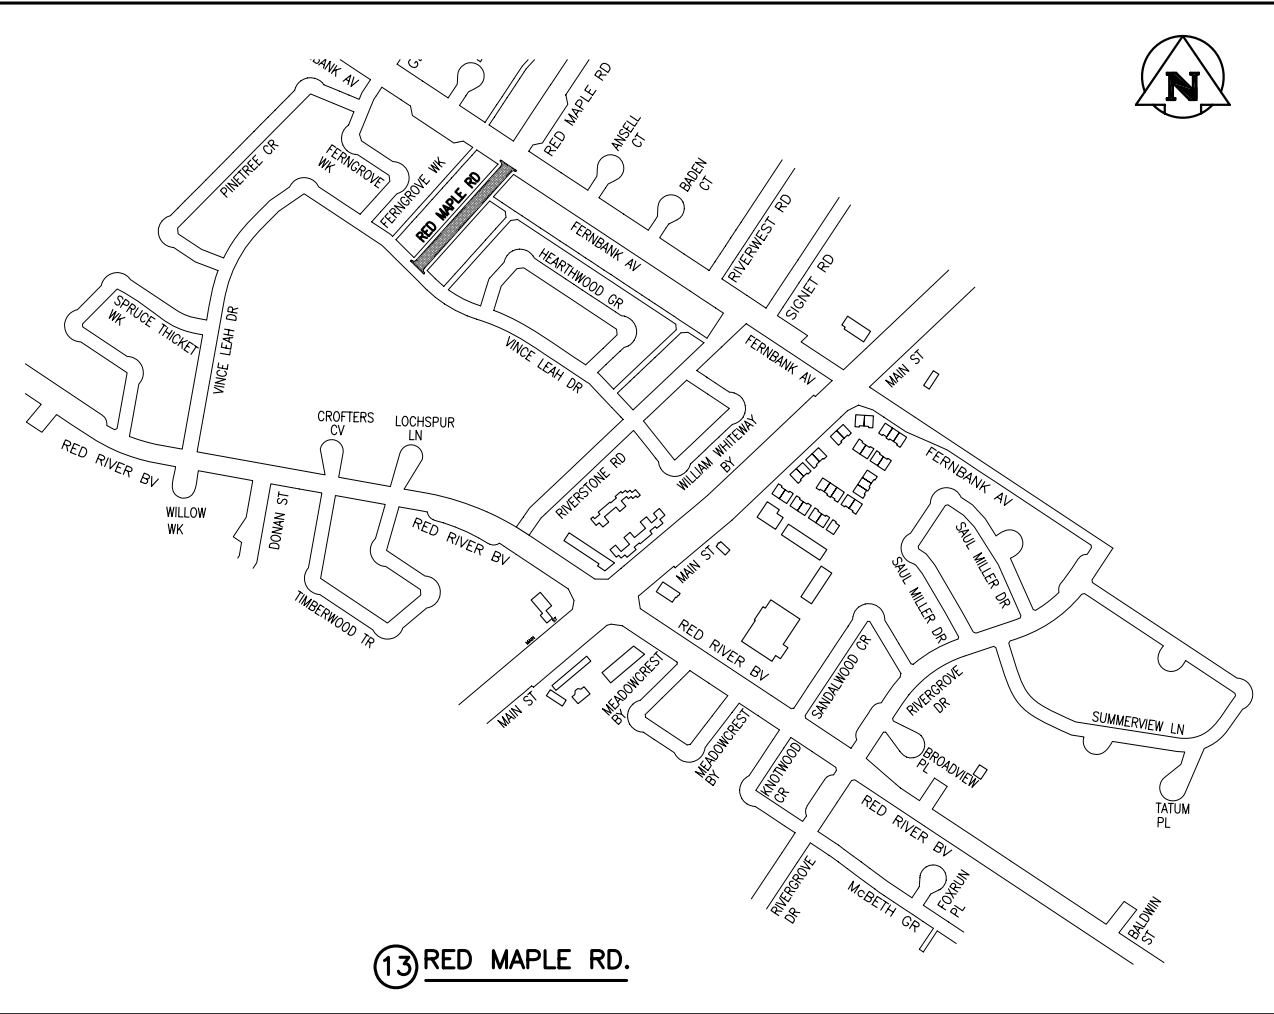 BANK AV
RED MAPLE RD
N
ANSELL
CT
BADEN
CT
PINETREE CR
FERNGROVE
WK
FERNGROVE WK
RED MAPLE RD
FERNBANK AV
RIVERWEST RD
SIGNET RD
HEARTHWOOD GR
SPRUCE THICKET
WK
VINCE LEAH DR
VINCE LEAH DR
FERNBANK AV
MAIN ST
CROFTERS
CV
LOCHSPUR
LN
RED RIVER BV
WILLOW
WK
DONAN ST
RED RIVER BV
RIVERSTONE RD
WILLIAM WHITEWAY
BY
FERNBANK AV
SAUL MILLER DR
SAUL MILLER DR
MAIN ST
TIMBERWOOD TR
RED RIVER BV
MAIN ST
MEADOWCREST
BY
MEADOWCREST
BY
SANDALWOOD CR
RIVERGROVE
DR
SUMMERVIEW LN
KNOTWOOD
CR
BROADVIEW
PL
TATUM
PL
RED RIVER BV
RIVERGROVE
DR
McBETH GR
FOXRUN
PL
BALDWIN
ST
13 RED MAPLE RD.